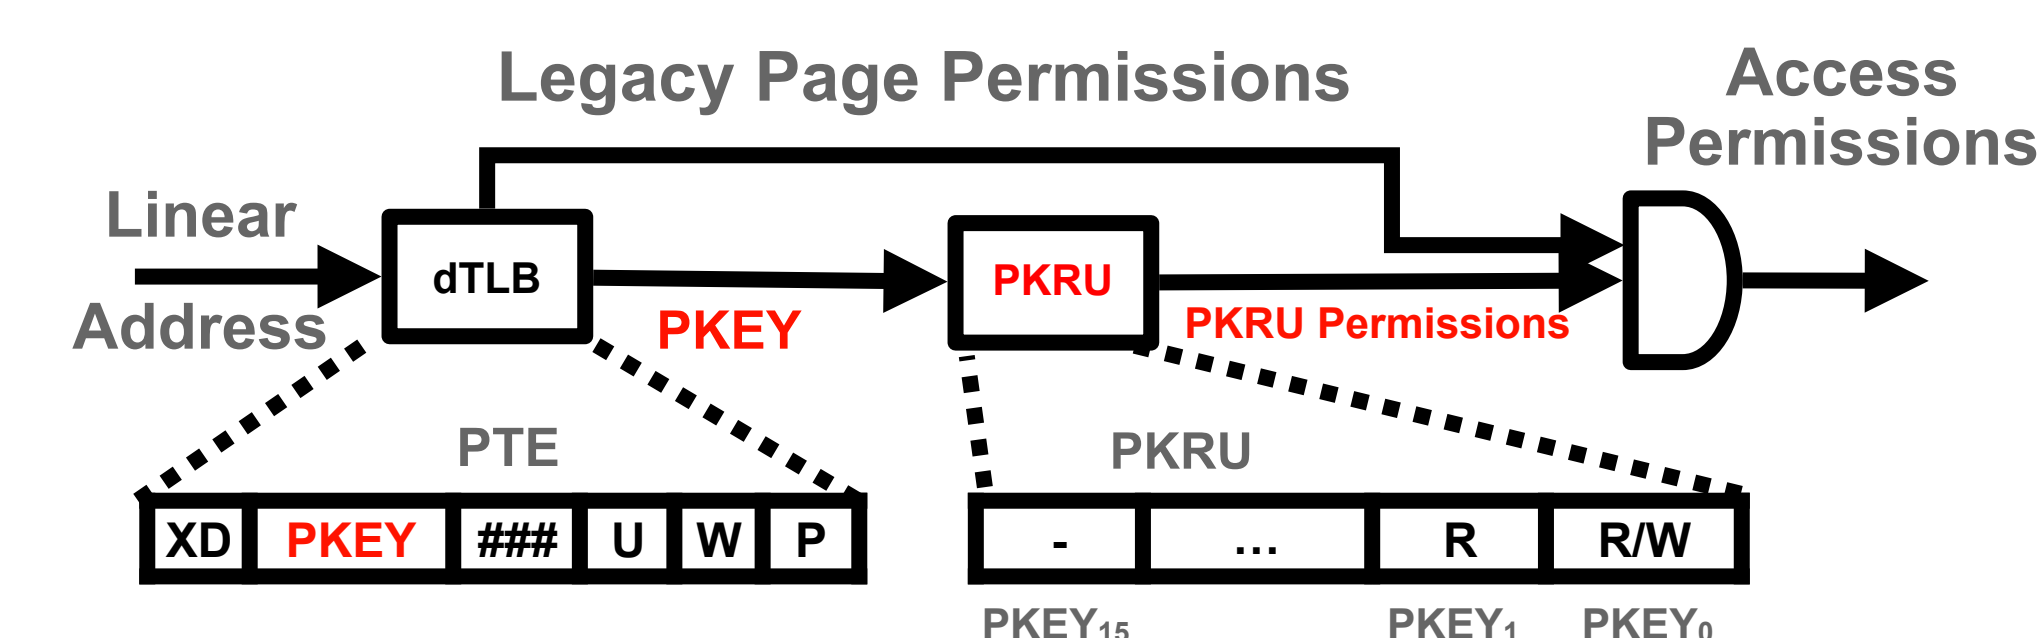 Legacy Page Permissions
Access
Permissions
Linear
Address
dTLB
PKEY
PKRU
PKRU Permissions
PTE
PKRU
XD PKEY ### U W P
- ... R R/W
PKEY15 PKEY1 PKEY0